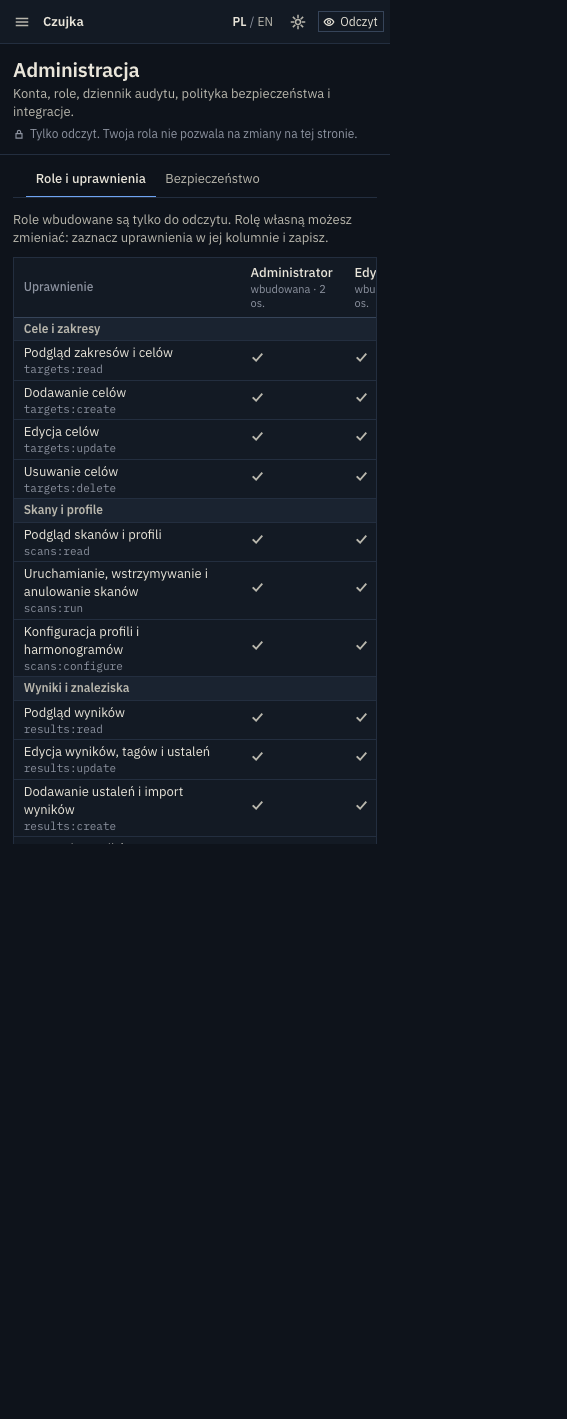 Czujka PL / EN Odczyt
Administracja
Konta, role, dziennik audytu, polityka bezpieczeństwa i
integracje.
Tylko odczyt. Twoja rola nie pozwala na zmiany na tej stronie.
Role i uprawnienia Bezpieczeństwo
Role wbudowane są tylko do odczytu. Rolę własną możesz
zmieniać: zaznacz uprawnienia w jej kolumnie i zapisz.
Uprawnienie
Administrator
wbudowana · 2
os.
Edy
wbu
os.
Cele i zakresy
Podgląd zakresów i celów
targets:read
Dodawanie celów
targets:create
Edycja celów
targets:update
Usuwanie celów
targets:delete
Skany i profile
Podgląd skanów i profili
scans:read
Uruchamianie, wstrzymywanie i
anulowanie skanów
scans:run
Konfiguracja profili i
harmonogramów
scans:configure
Wyniki i znaleziska
Podgląd wyników
results:read
Edycja wyników, tagów i ustaleń
results:update
Dodawanie ustaleń i import
wyników
results:create